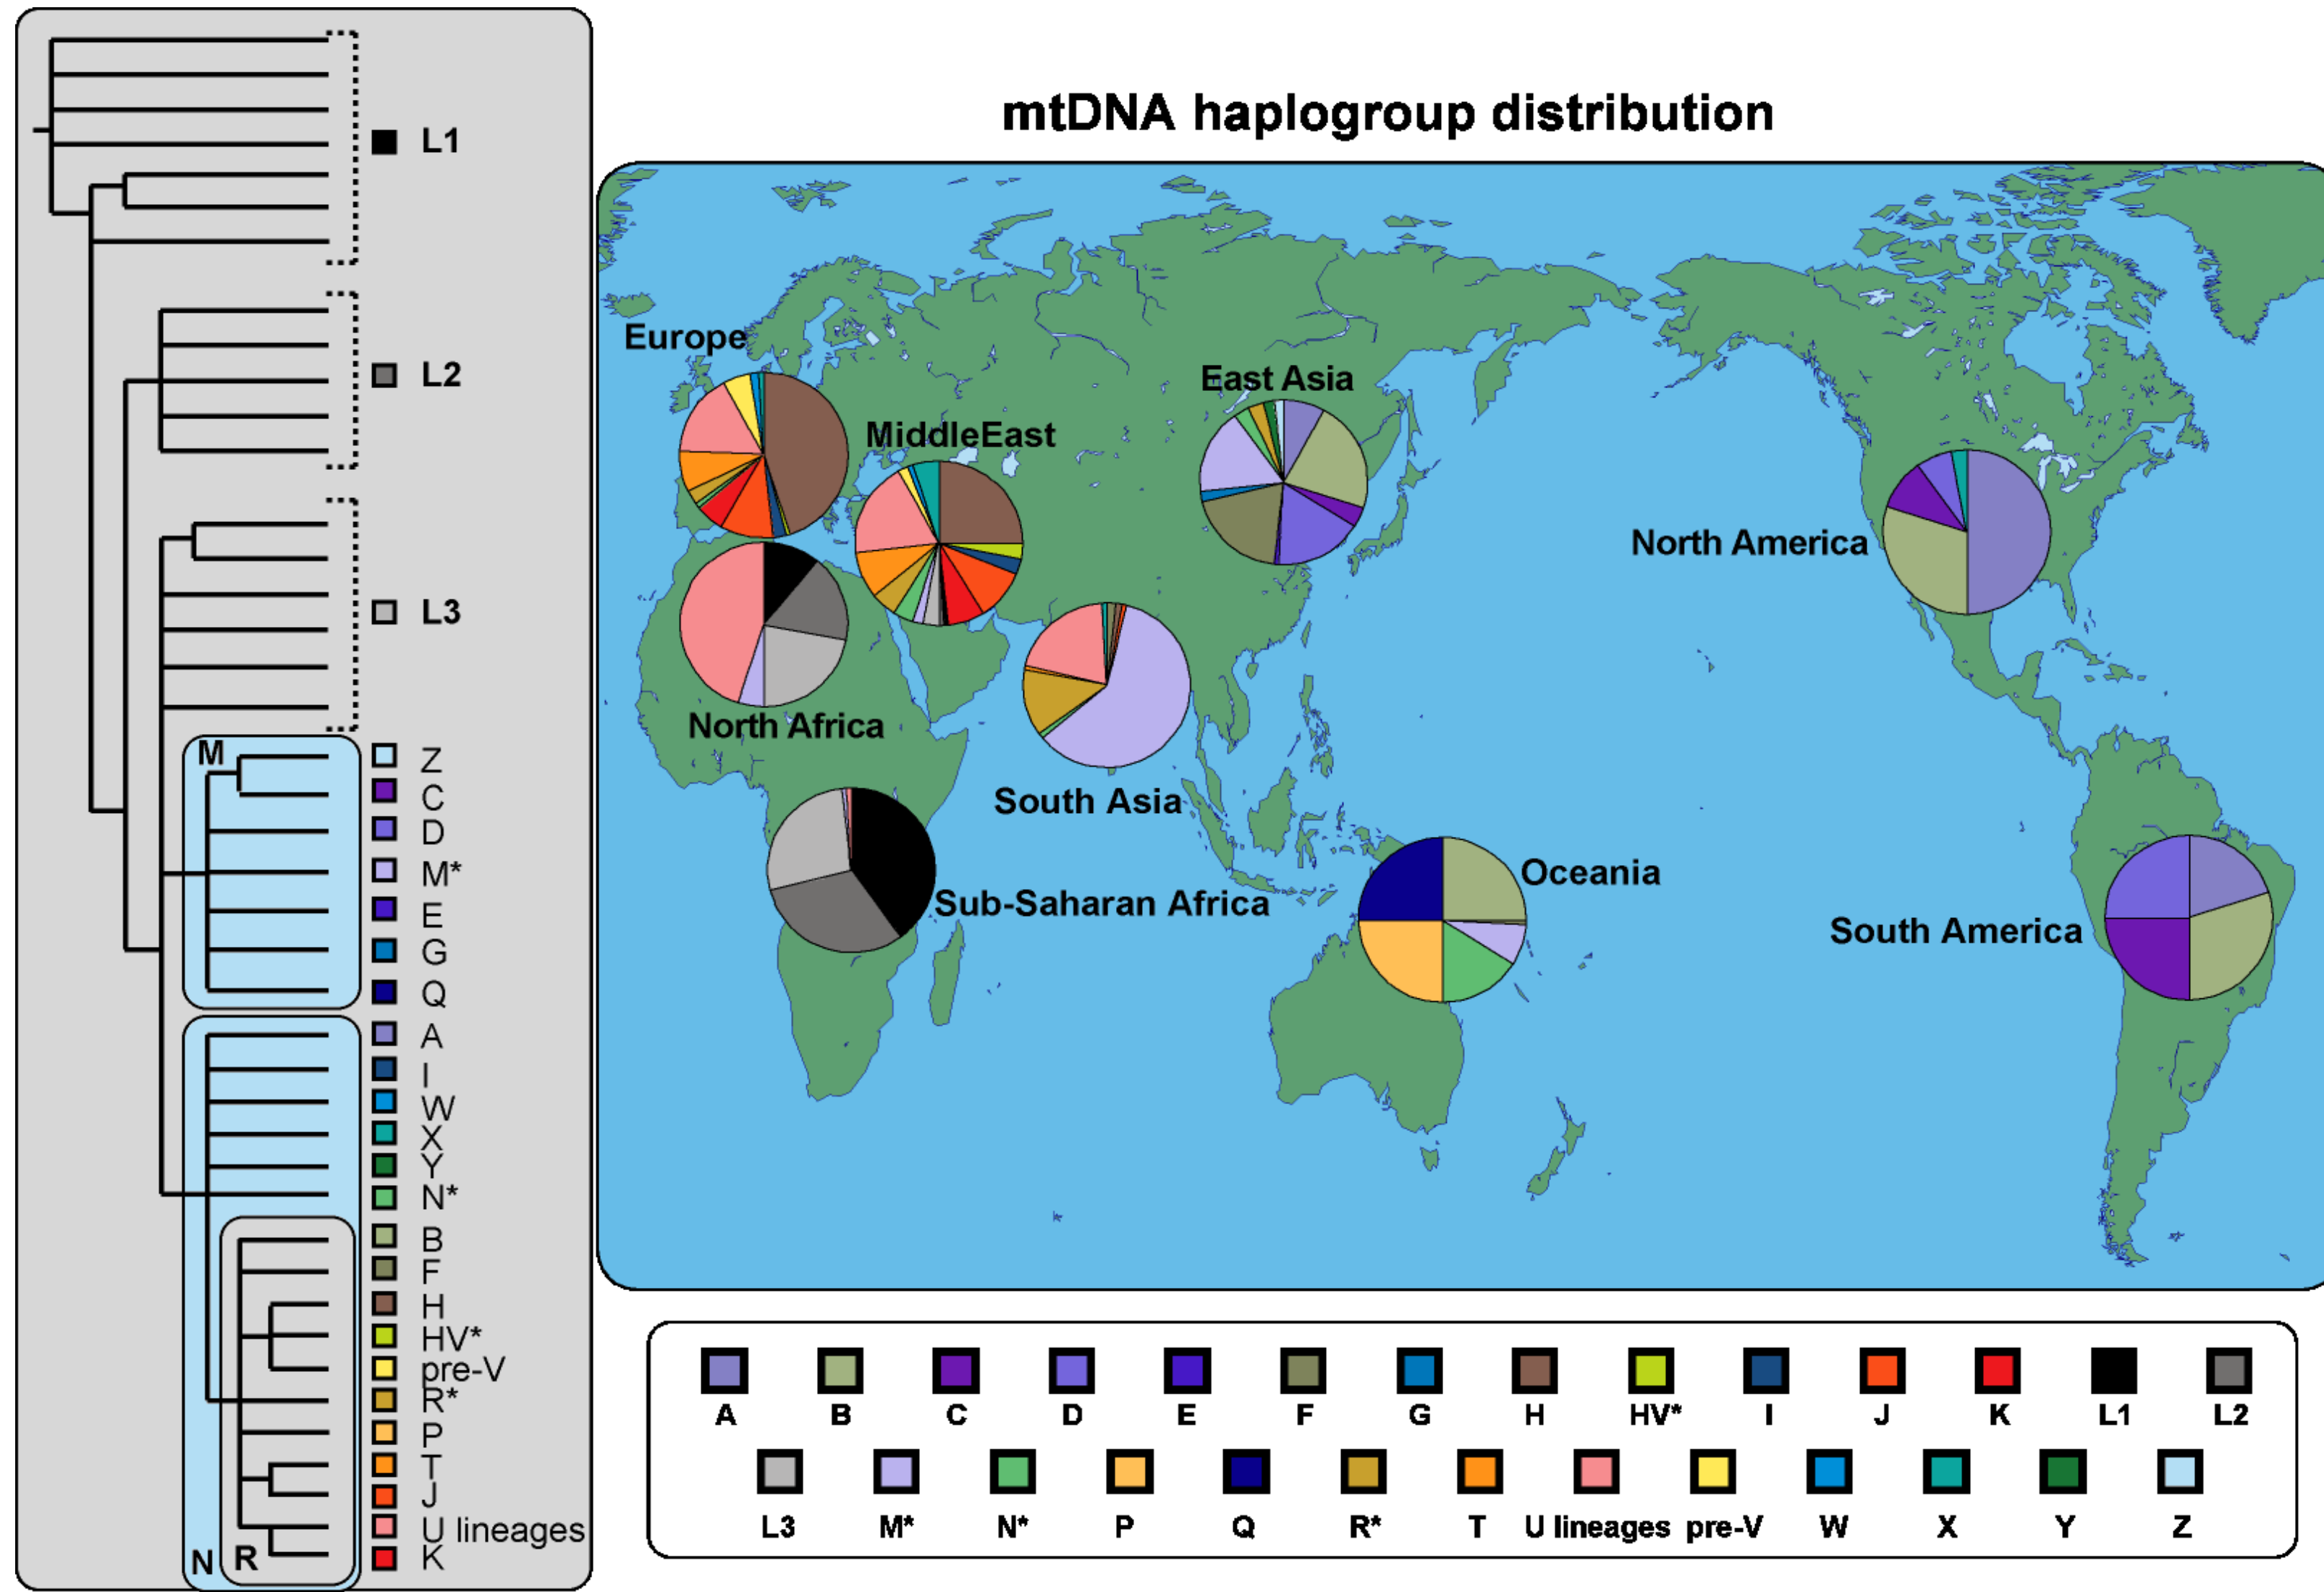 mtDNA haplogroup distribution
L1
L2
L3
M
Z
C
D
M*
E
G
Q
A
I
W
X
Y
N*
B
F
H
HV*
pre-V
R*
P
T
J
U lineages
K
N R
Europe
MiddleEast
East Asia
North America
North Africa
South Asia
Sub-Saharan Africa
Oceania
South America
A B C D E F G H HV* I J K L1 L2
L3 M* N* P Q R* T U lineages pre-V W X Y Z